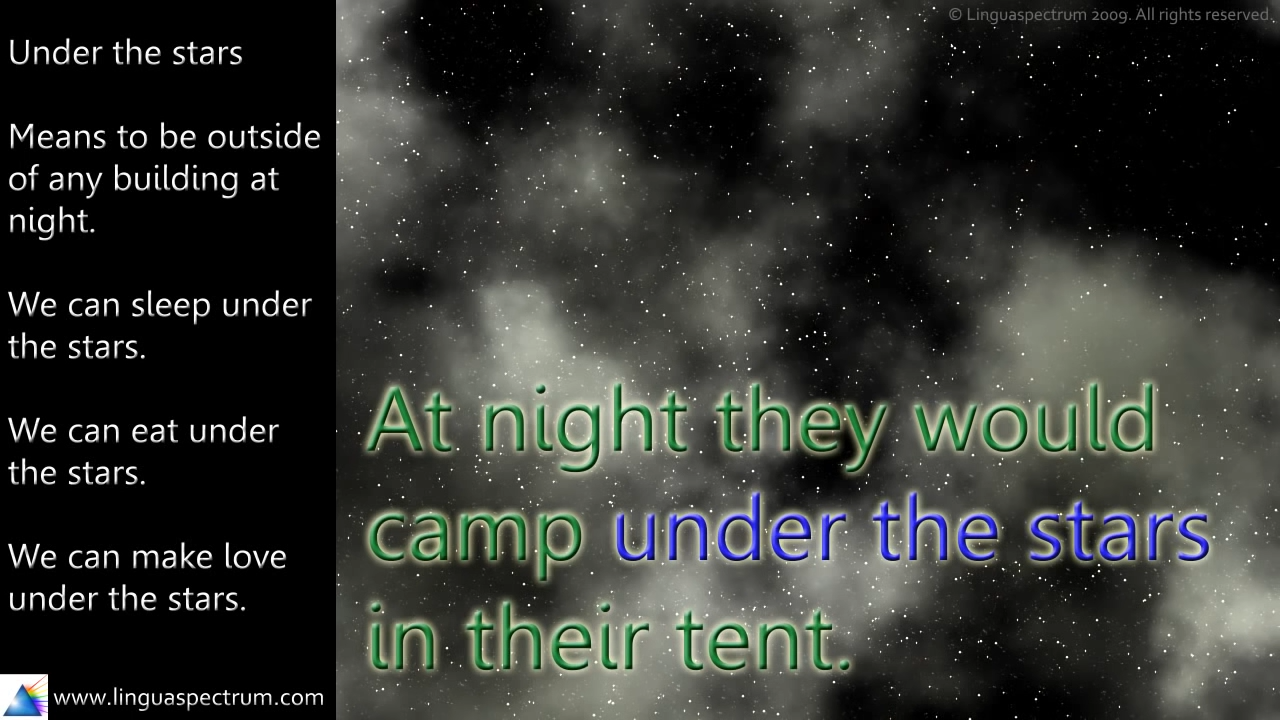 © Linguaspectrum 2009. All rights reserved.
Under the stars
Means to be outside
of any building at
night.
We can sleep under
the stars.
We can eat under
the stars.
We can make love
under the stars.
www.linguaspectrum.com
At night they would
camp under the stars
in their tent.